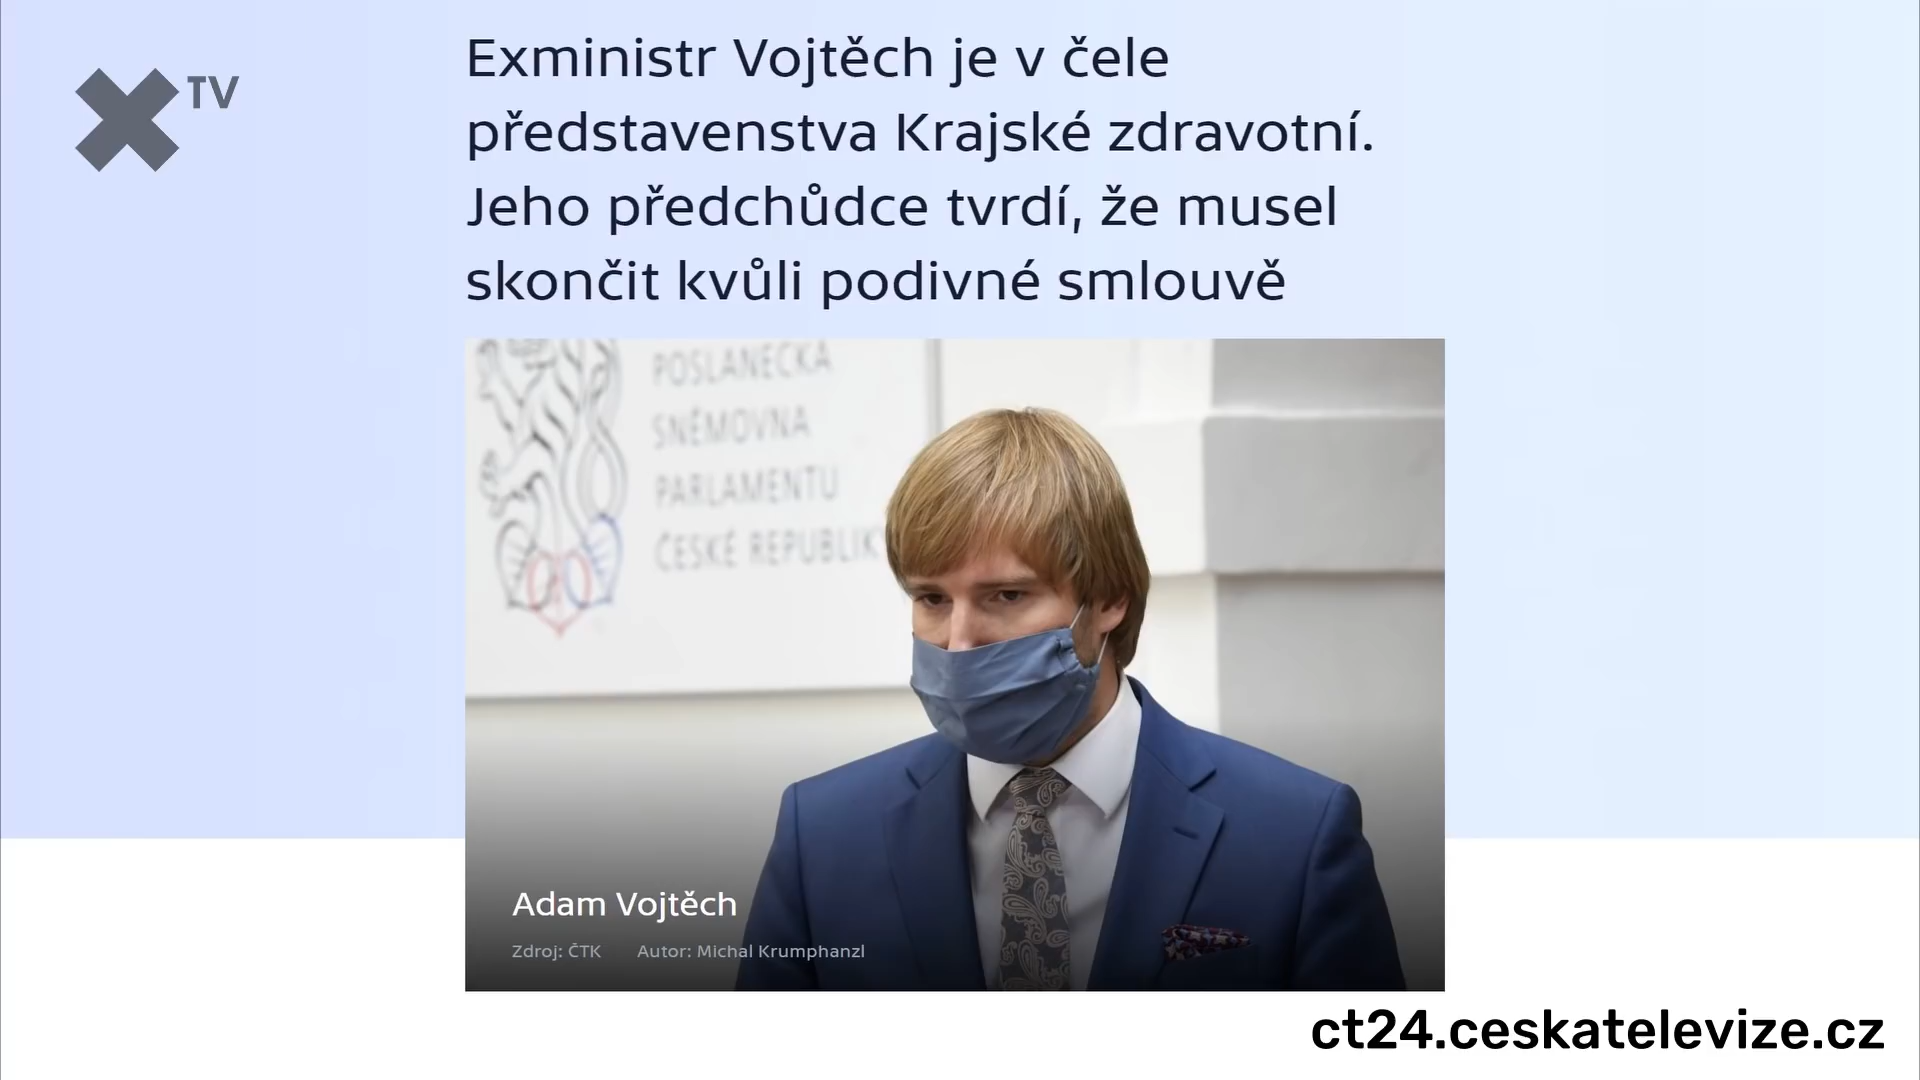 TV
Exministr Vojtěch je v čele
představenstva Krajské zdravotní.
Jeho předchůdce tvrdí, že musel
skončit kvůli podivné smlouvě
POSLANECKÁ
SNĚMOVNA
PARLAMENTU
ČESKÉ REPUBLIK
Adam Vojtěch
Zdroj: ČTK Autor: Michal Krumphanzl
ct24.ceskatelevize.cz